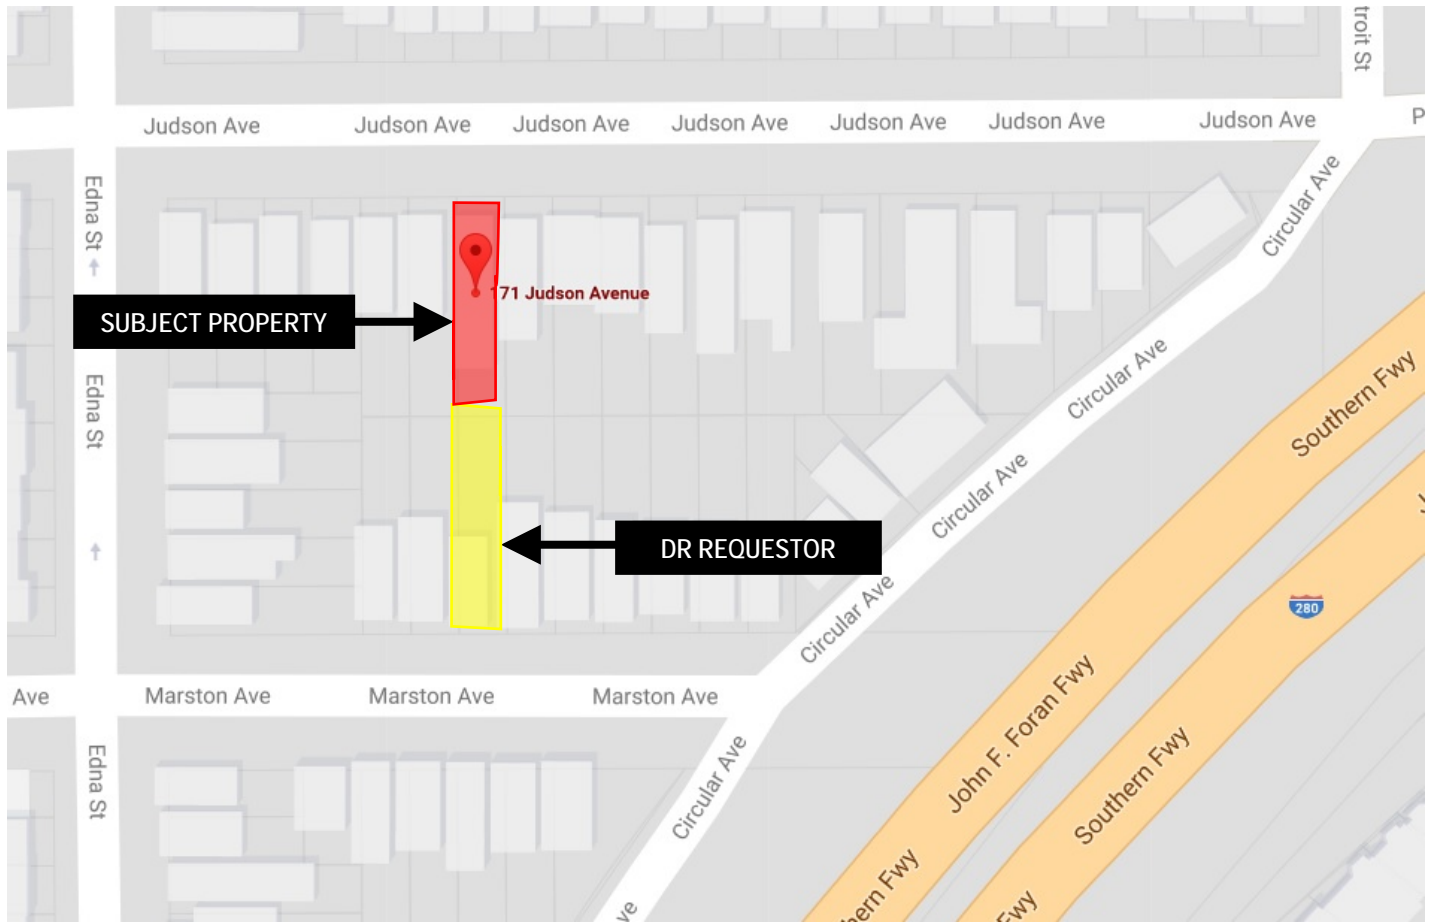 troit St
Judson Ave
Judson Ave
Judson Ave
Judson Ave
Judson Ave
Judson Ave
Judson Ave
P
Edna St
Circular Ave
171 Judson Avenue
SUBJECT PROPERTY
Circular Ave
Southern Fwy
Edna St
Circular Ave
DR REQUESTOR
280
Circular Ave
Ave
Marston Ave
Marston Ave
Marston Ave
John F. Foran Fwy
Southern Fwy
Edna St
Circular Ave
hern Fwy
Fwy
ve